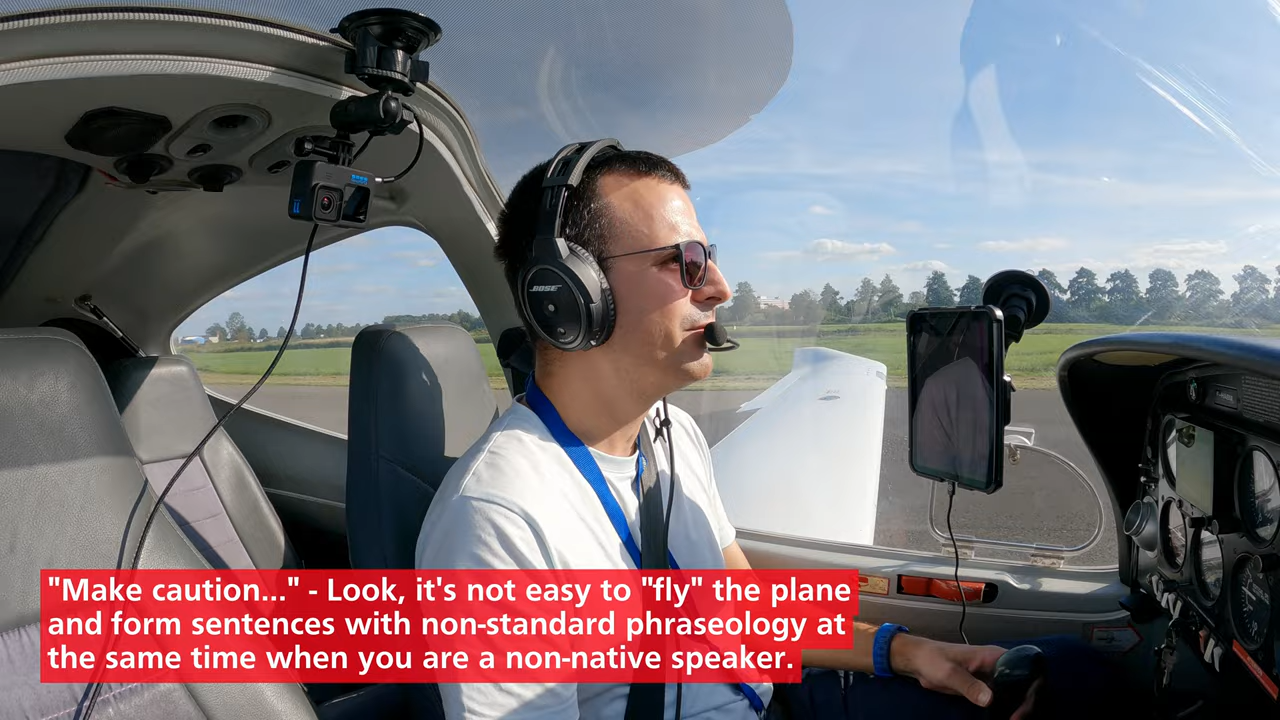 BOSE
"Make caution..." - Look, it's not easy to "fly" the plane
and form sentences with non-standard phraseology at
the same time when you are a non-native speaker.